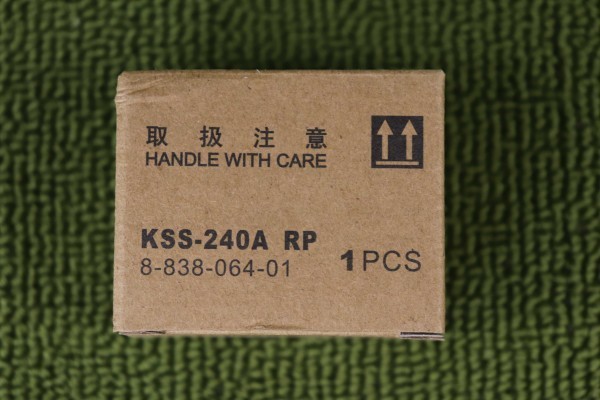 取扱注意
HANDLE WITH CARE
KSS-240A RP
8-838-064-01
1PCS